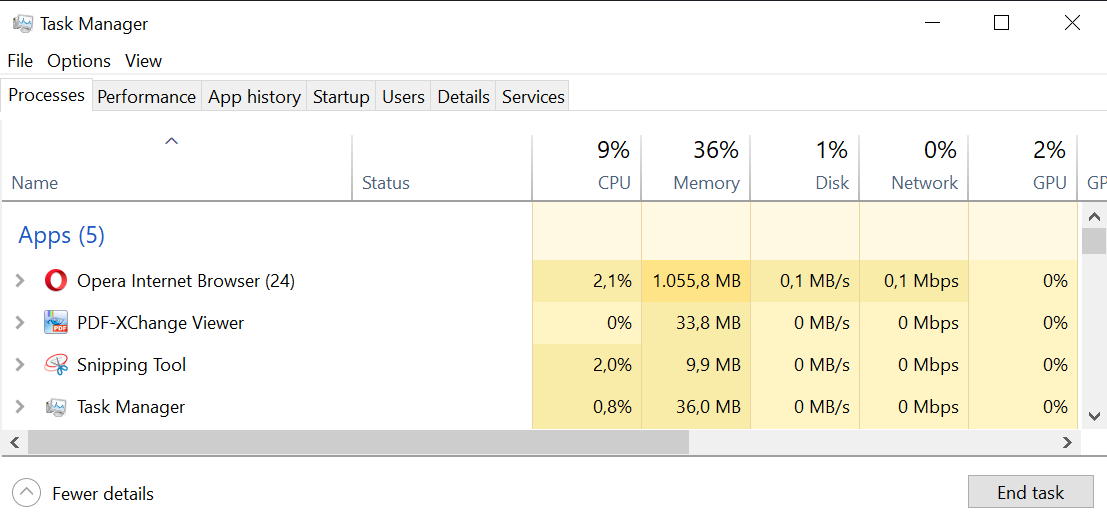 Task Manager
File Options View
Processes Performance App history Startup Users Details Services
9% 36% 1% 0% 2%
Name Status CPU Memory Disk Network GPU GP
Apps (5)
Opera Internet Browser (24) 2,1% 1.055,8 MB 0,1 MB/s 0,1 Mbps 0%
PDF-XChange Viewer 0% 33,8 MB 0 MB/s 0 Mbps 0%
Snipping Tool 2,0% 9,9 MB 0 MB/s 0 Mbps 0%
Task Manager 0,8% 36,0 MB 0 MB/s 0 Mbps 0%
Fewer details End task